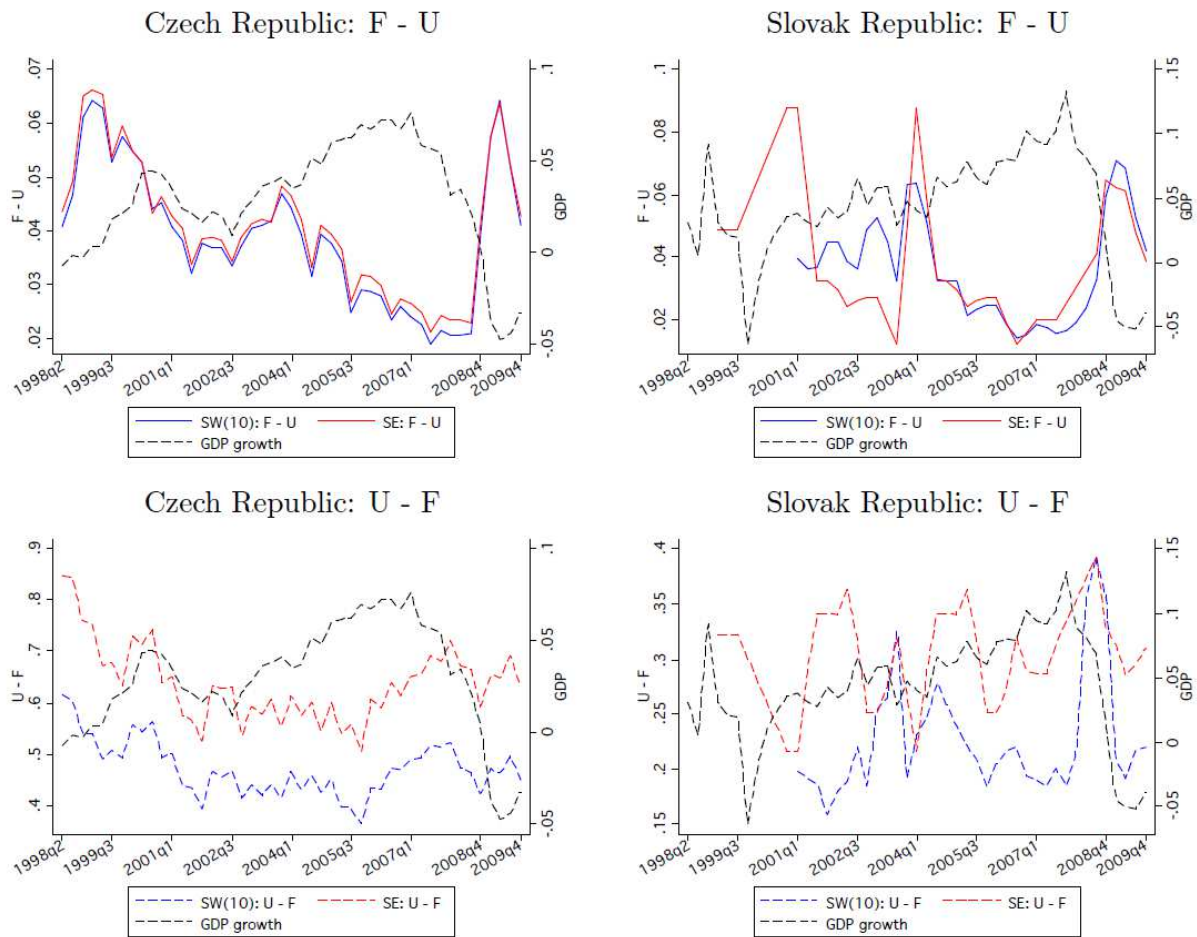 Czech Republic: F - U
.07
.06
.05
.04
.03
.02
F - U
.1
.05
0
-.05
GDP
1998q2
1999q3
2001q1
2002q3
2004q1
2005q3
2007q1
2008q4
2009q4
SW(10): F - U
SE: F - U
GDP growth
Slovak Republic: F - U
.1
.08
.06
.04
.02
F - U
.15
.1
.05
0
-.05
GDP
1998q2
1999q3
2001q1
2002q3
2004q1
2005q3
2007q1
2008q4
2009q4
SW(10): F - U
SE: F - U
GDP growth
Czech Republic: U - F
.9
.8
.7
.6
.5
.4
U - F
.1
.05
0
-.05
GDP
1998q2
1999q3
2001q1
2002q3
2004q1
2005q3
2007q1
2008q4
2009q4
SW(10): U - F
SE: U - F
GDP growth
Slovak Republic: U - F
.4
.35
.3
.25
.2
.15
U - F
.15
.1
.05
0
-.05
GDP
1998q2
1999q3
2001q1
2002q3
2004q1
2005q3
2007q1
2008q4
2009q4
SW(10): U - F
SE: U - F
GDP growth